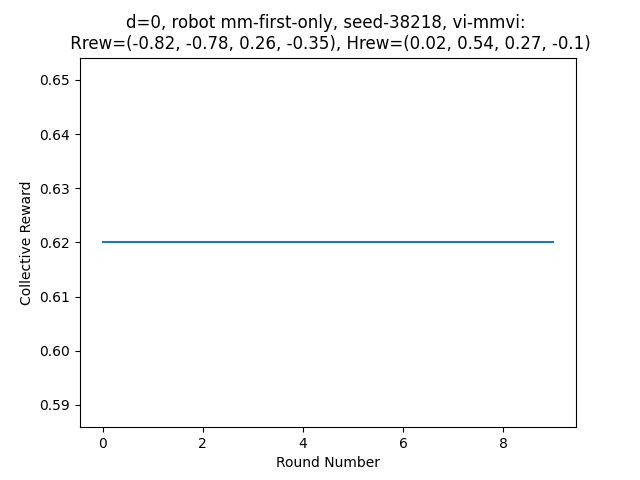 d=0, robot mm-first-only, seed-38218, vi-mmvi:
Rrew=(-0.82, -0.78, 0.26, -0.35), Hrew=(0.02, 0.54, 0.27, -0.1)
0.65
0.64
0.63
0.62
0.61
0.60
0.59
Collective Reward
0 2 4 6 8
Round Number